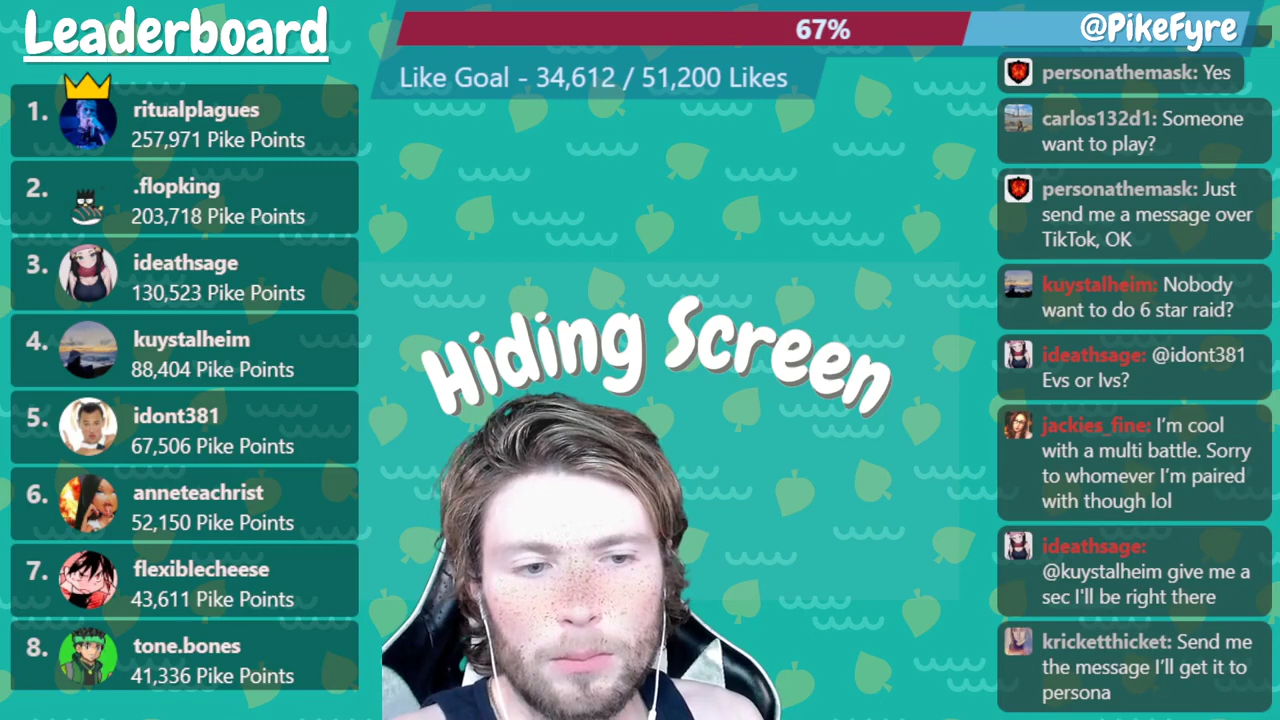 Leaderboard
1. ritualplagues
257,971 Pike Points
2. .flopking
203,718 Pike Points
3. ideathsage
130,523 Pike Points
4. kuystalheim
88,404 Pike Points
5. idont381
67,506 Pike Points
6. anneteachrist
52,150 Pike Points
7. flexiblecheese
43,611 Pike Points
8. tone.bones
41,336 Pike Points
67%
Like Goal - 34,612 / 51,200 Likes
Hiding Screen
@PikeFyre
personathemask: Yes
carlos132d1: Someone
want to play?
personathemask: Just
send me a message over
TikTok, OK
kuystalheim: Nobody
want to do 6 star raid?
ideathsage: @idont381
Evs or Ivs?
jackies_fine: I'm cool
with a multi battle. Sorry
to whomever I'm paired
with though lol
ideathsage:
@kuystalheim give me a
sec I'll be right there
kricketthicket: Send me
the message I'll get it to
persona